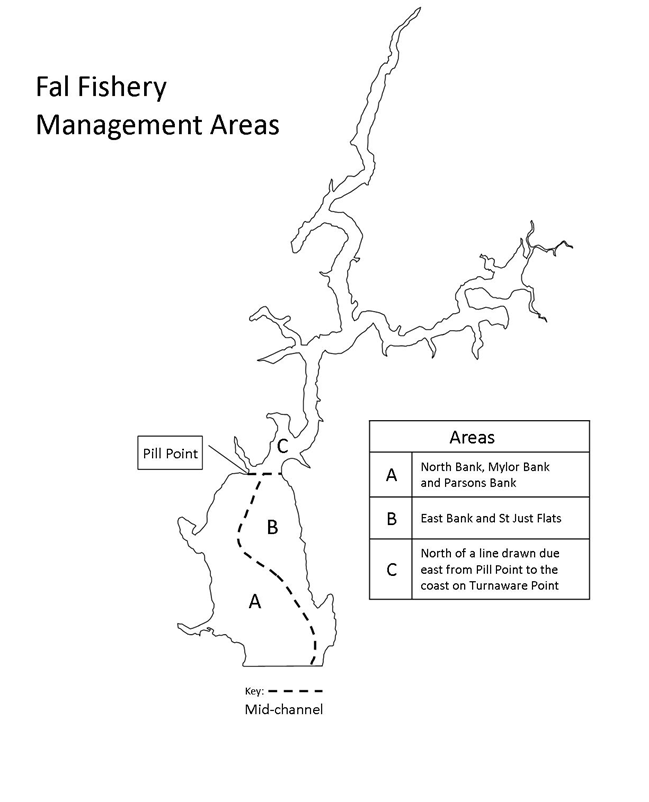 Fal Fishery
Management Areas
C
Pill Point
B
A
Areas
A
North Bank, Mylor Bank
and Parsons Bank
B
East Bank and St Just Flats
C
North of a line drawn due
east from Pill Point to the
coast on Turnaware Point
Key:
Mid-channel